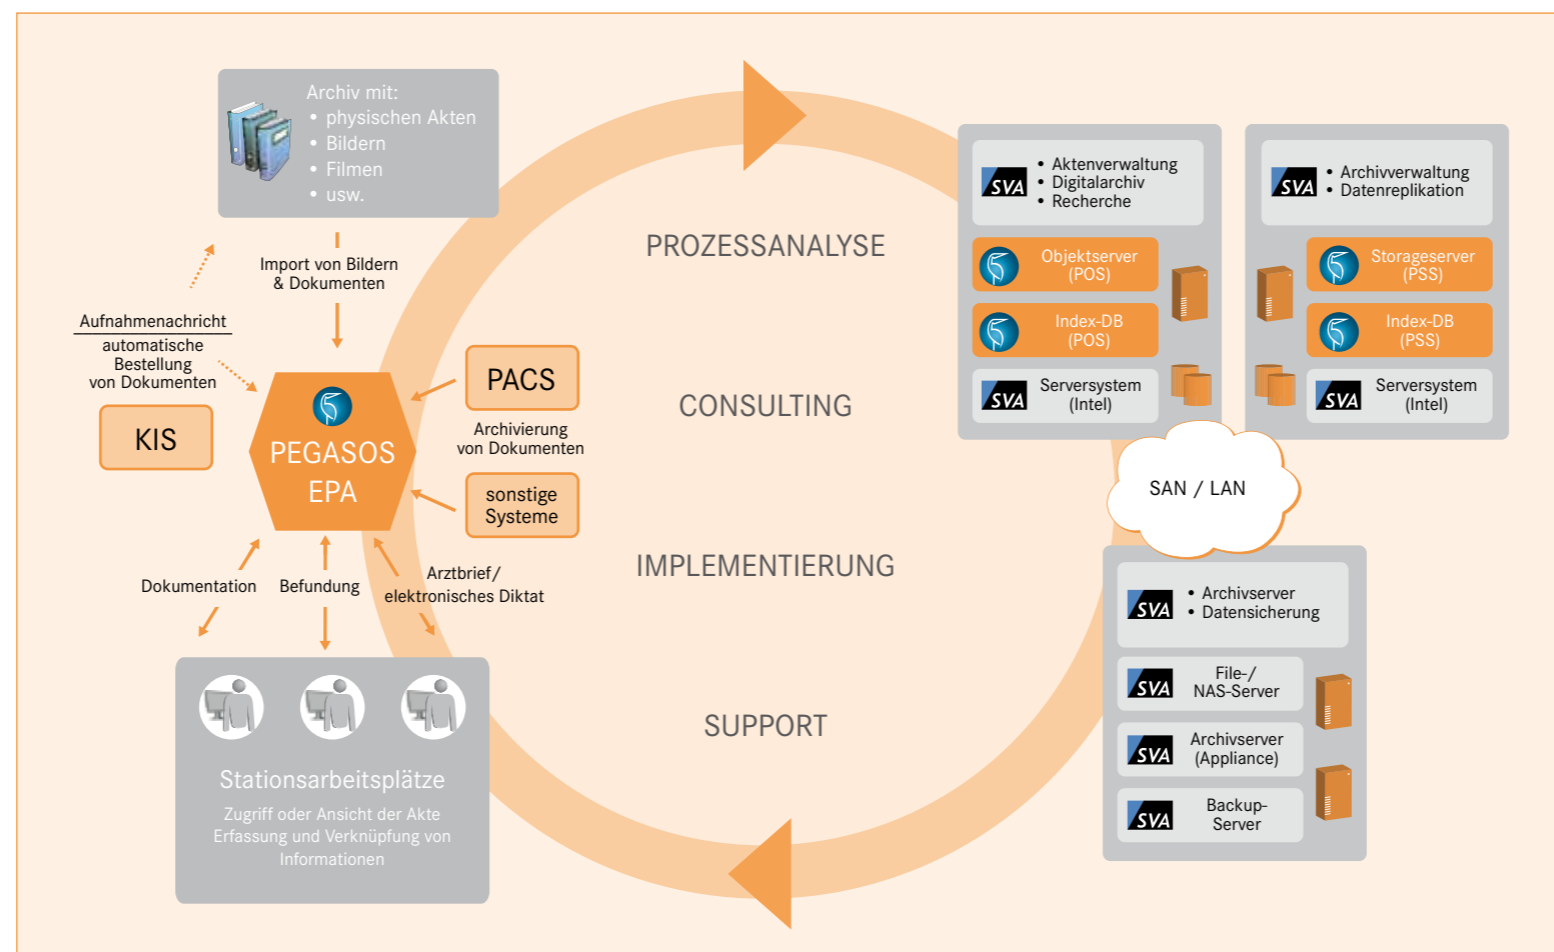 Archiv mit:
• physischen Akten
• Bildern
• Filmen
• usw.
Import von Bildern
& Dokumenten
Aufnahmenachricht
automatische
Bestellung
von Dokumenten
KIS
PEGASOS
EPA
PACS
Archivierung
von Dokumenten
sonstige
Systeme
Dokumentation
Befundung
Arztbrief/
elektronisches Diktat
Stationsarbeitsplätze
Zugriff oder Ansicht der Akte
Erfassung und Verknüpfung von
Informationen
PROZESSANALYSE
CONSULTING
IMPLEMENTIERUNG
SUPPORT
SVA
• Aktenverwaltung
• Digitalarchiv
• Recherche
Objektserver
(POS)
Index-DB
(POS)
SVA
Serversystem
(Intel)
SVA
• Archivverwaltung
• Datenreplikation
Storageserver
(PSS)
Index-DB
(PSS)
SVA
Serversystem
(Intel)
SAN / LAN
SVA
• Archivserver
• Datensicherung
SVA
File-/
NAS-Server
SVA
Archivserver
(Appliance)
SVA
Backup-
Server